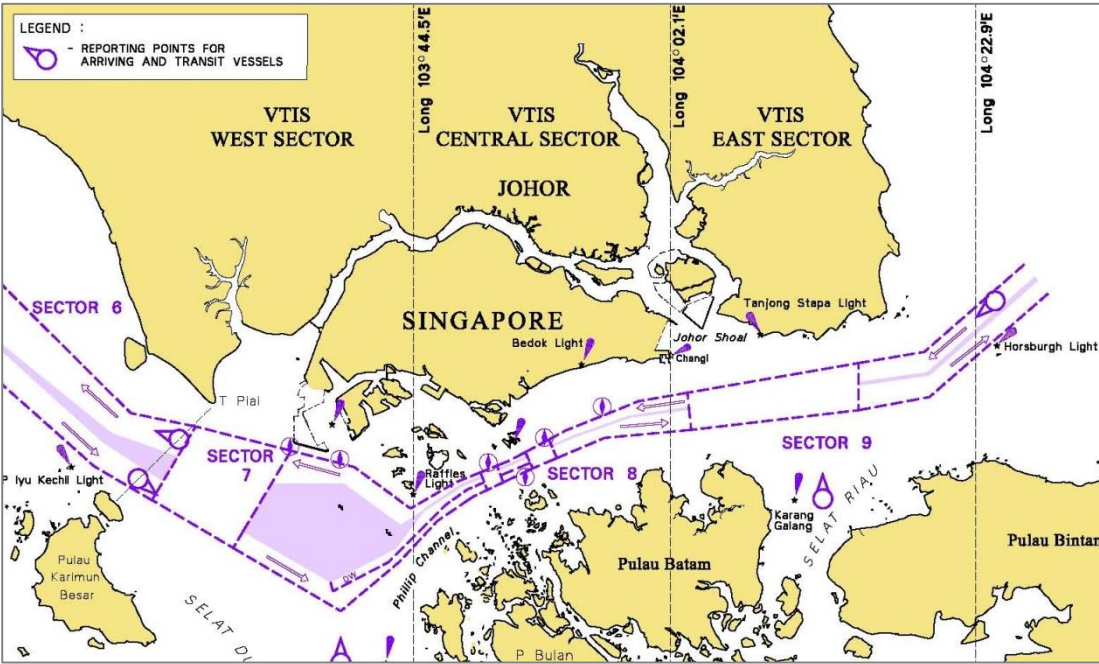 LEGEND :
- REPORTING POINTS FOR
ARRIVING AND TRANSIT VESSELS
Long 103° 44.5'E
Long 104° 02.1'E
Long 104° 22.9'E
VTIS
WEST SECTOR
VTIS
CENTRAL SECTOR
VTIS
EAST SECTOR
JOHOR
SECTOR 6
SINGAPORE
Tanjong Stapa Light
Bedok Light
Johor Shoal
Changi
Horsburgh Light
T Piai
SECTOR
7
P Iyu Kechil Light
Raffles
Light
SECTOR 8
SECTOR 9
Karang
Galang
SELAT RIAU
Phillip Channel
DW
Pulau
Karimun
Besar
Pulau Batam
Pulau Bintan
SELAT DU
P Bulan